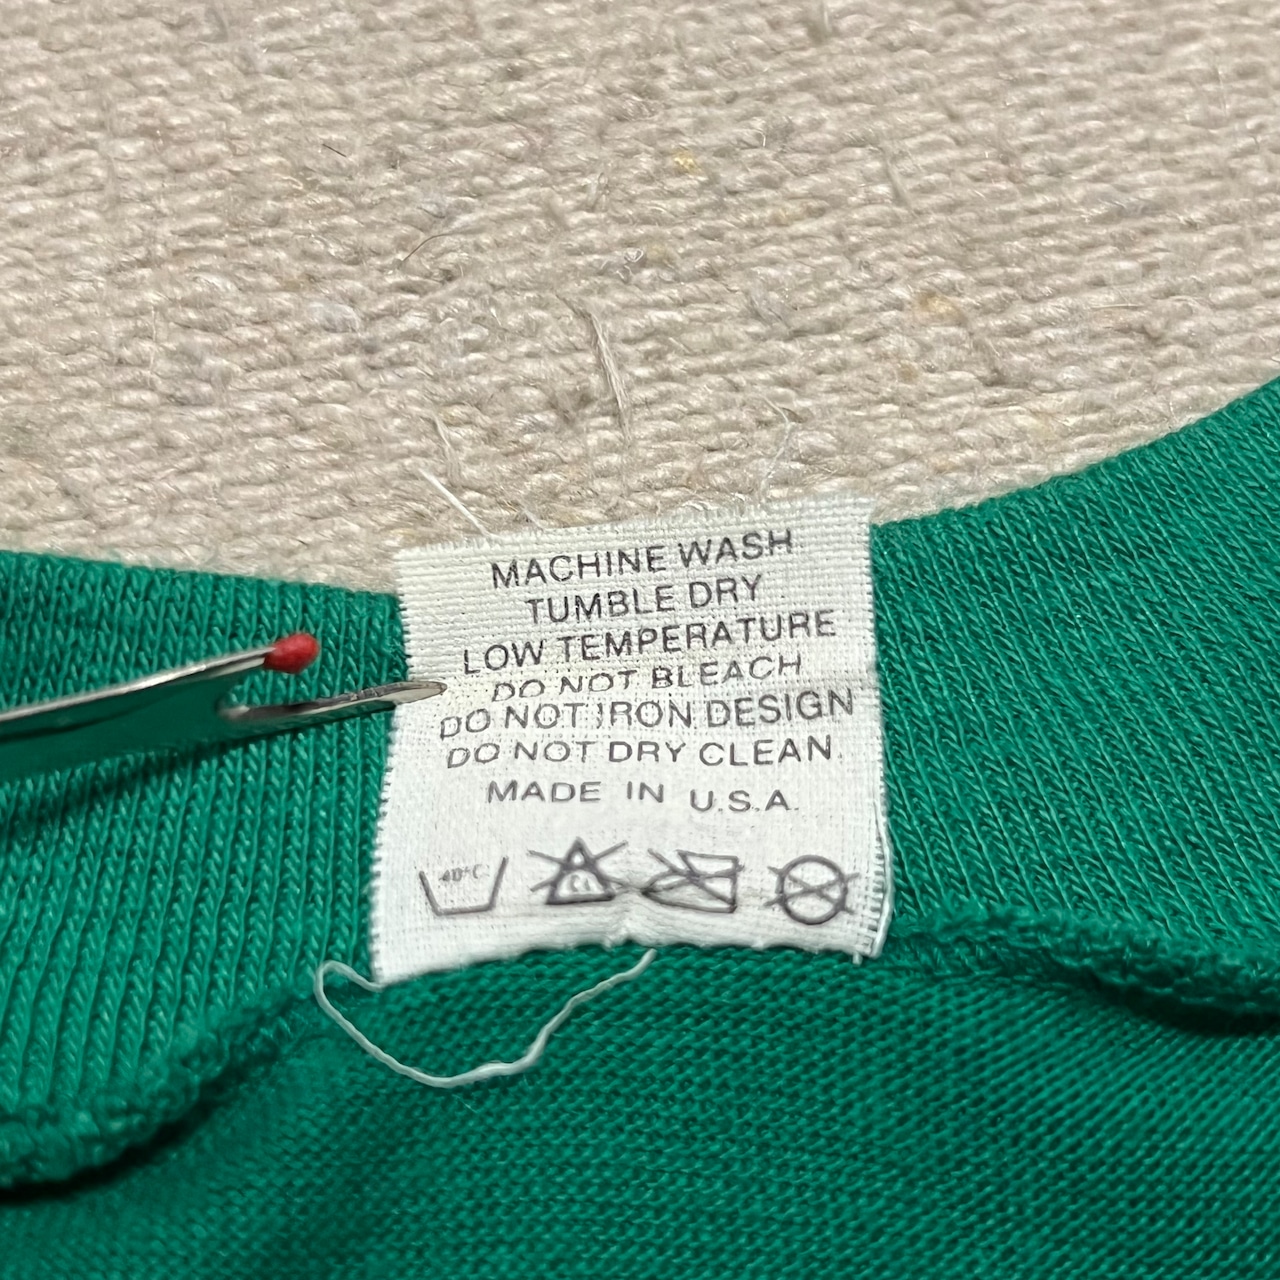 MACHINE WASH
TUMBLE DRY
LOW TEMPERATURE
DO NOT BLEACH
DO NOT IRON DESIGN
DO NOT DRY CLEAN
MADE IN U.S.A.
40°C CL